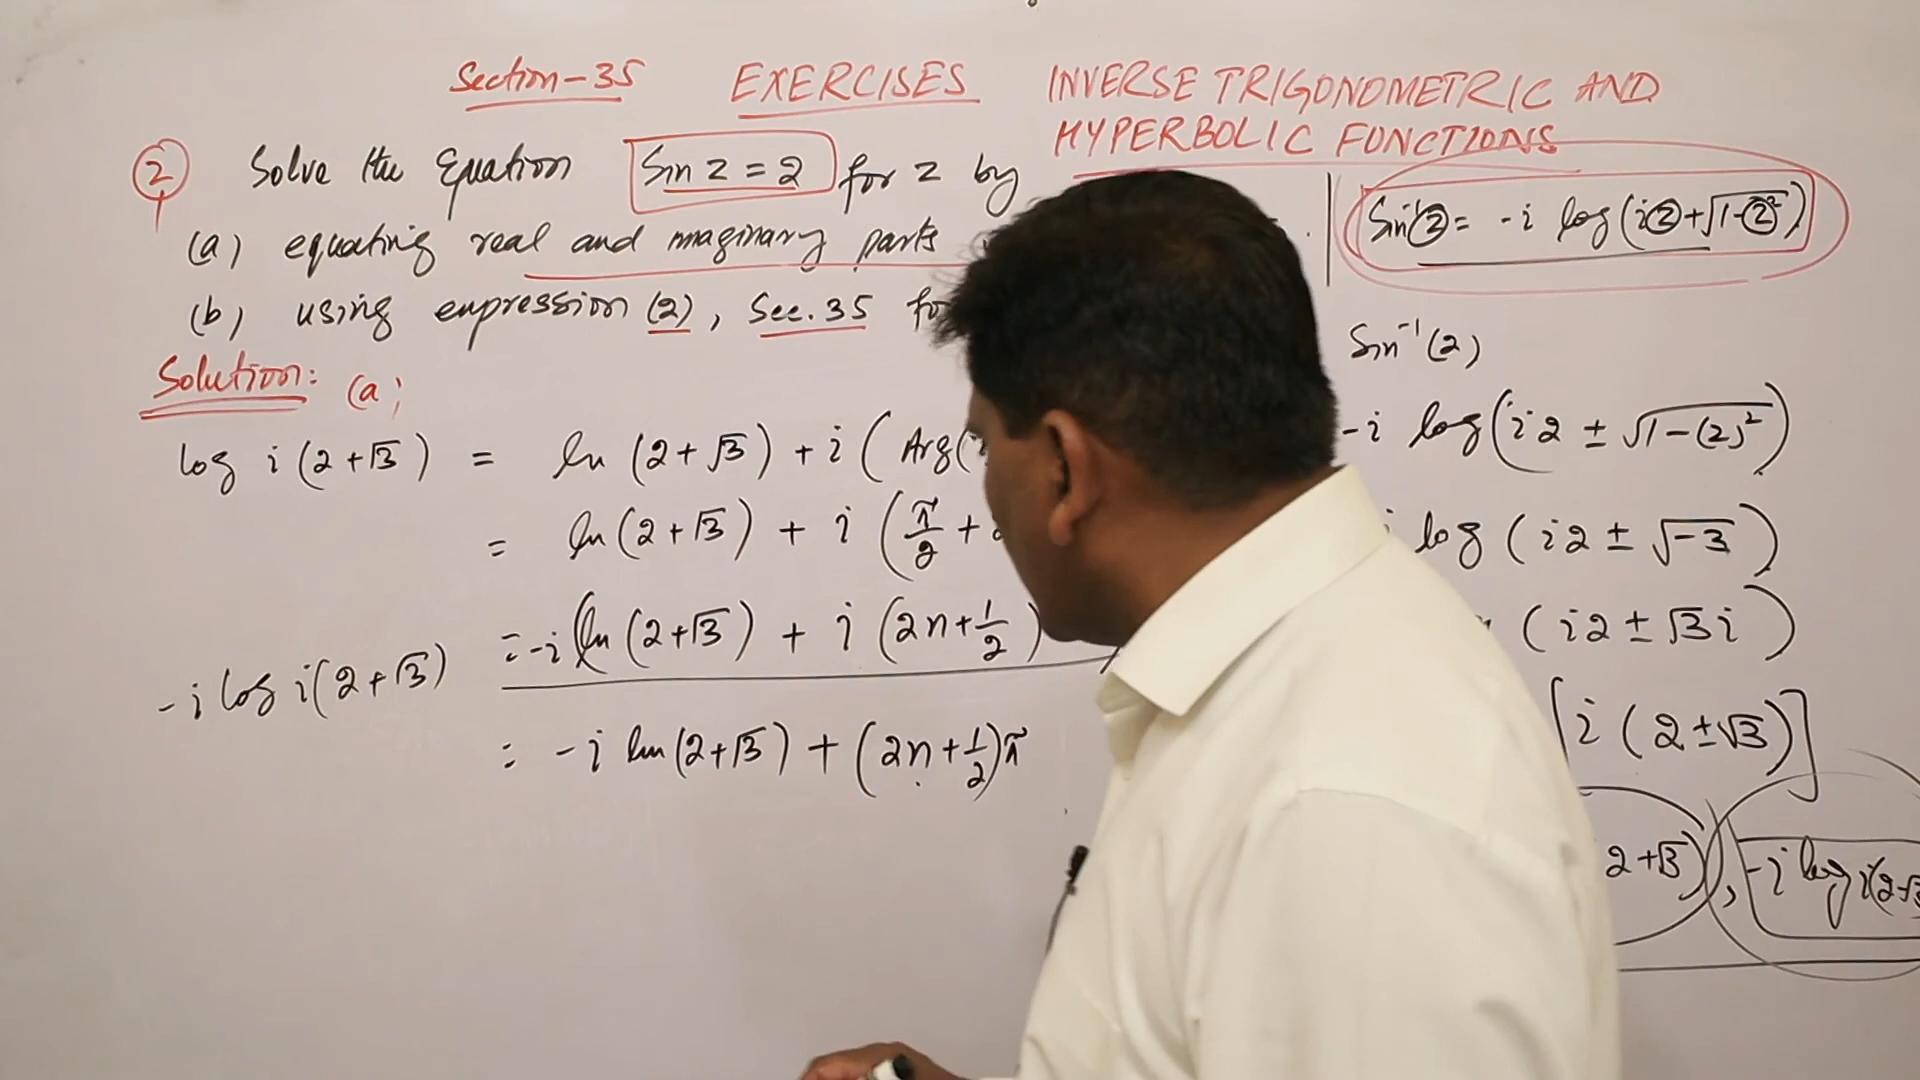 Section-35 EXERCISES INVERSE TRIGONOMETRIC AND
HYPERBOLIC FUNCTIONS
2 Solve the Equation Sin z = 2 for z by
(a) equating real and maginary parts
(b) using expression (2), Sec. 35 for
Solution: (a)
log i (2+√3) = ln (2+√3) + i ( Arg(
= ln (2+√3) + i (π/2 +
= -i (ln (2+√3) + i (2n+1/2)
-i log i(2+√3)
= -i ln (2+√3) + (2n+1/2)π
Sin⁻¹z = -i log (iz+√1-z²)
Sin⁻¹(2)
-i log (i2 ± √1-(2)²)
log (i2 ± √-3)
(i2 ± √3 i)
[i (2±√3)]
2+√3), -i log i(2-√3